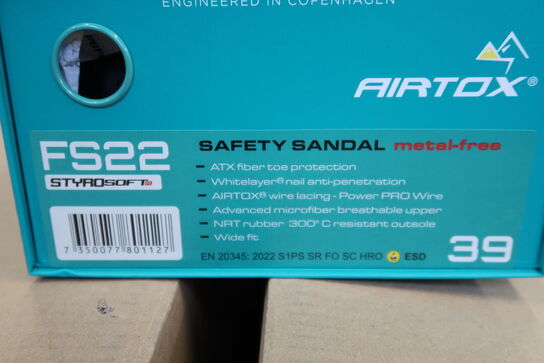 ENGINEERED IN COPENHAGEN
AIRTOX®
FS22
STYROSOFT
SAFETY SANDAL metal-free
- ATX fiber toe protection
- Whitelayer® nail anti-penetration
- AIRTOX® wire lacing - Power PRO Wire
- Advanced microfiber breathable upper
- NRT rubber 300° C resistant outsole
- Wide fit
7 350077 801127
EN 20345: 2022 S1PS SR FO SC HRO ESD
39